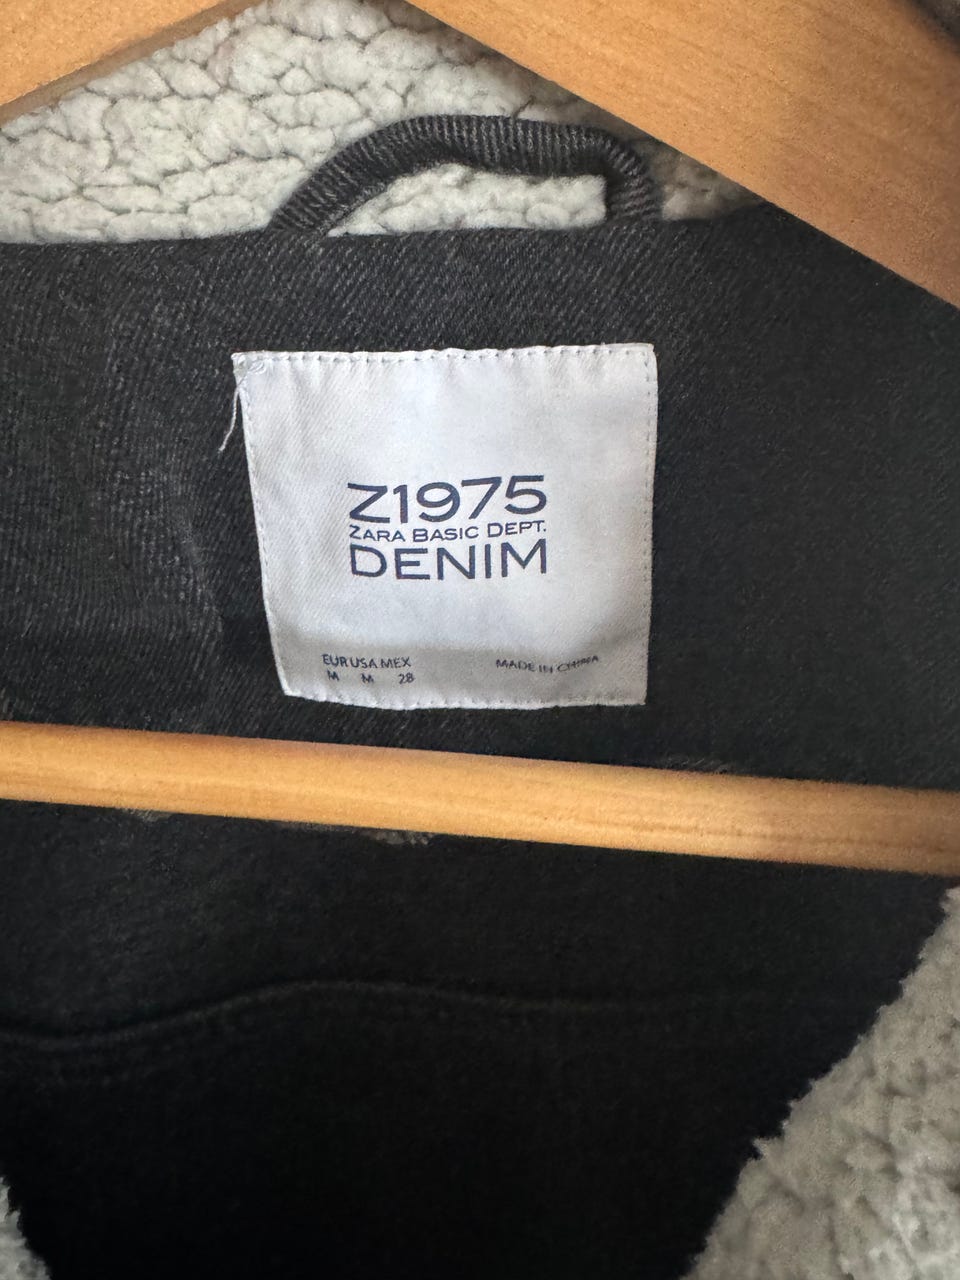 Z1975
ZARA BASIC DEPT.
DENIM
EUR USA MEX
M M 28
MADE IN CHINA